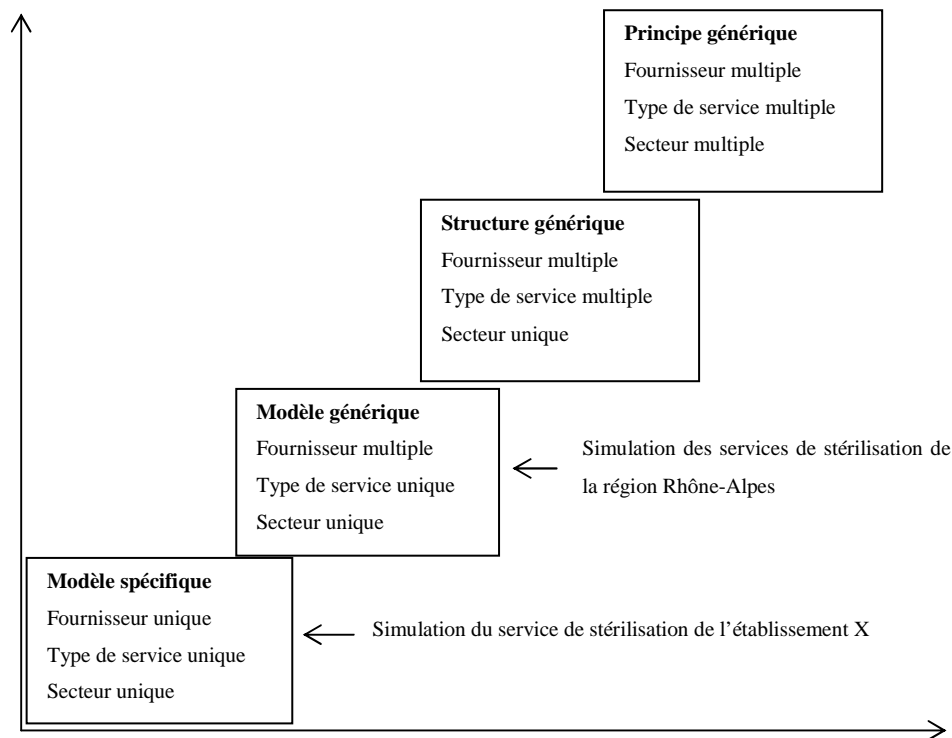 Principe générique
Fournisseur multiple
Type de service multiple
Secteur multiple
Structure générique
Fournisseur multiple
Type de service multiple
Secteur unique
Modèle générique
Fournisseur multiple
Type de service unique
Secteur unique
Simulation des services de stérilisation de
la région Rhône-Alpes
Modèle spécifique
Fournisseur unique
Type de service unique
Secteur unique
Simulation du service de stérilisation de l'établissement X